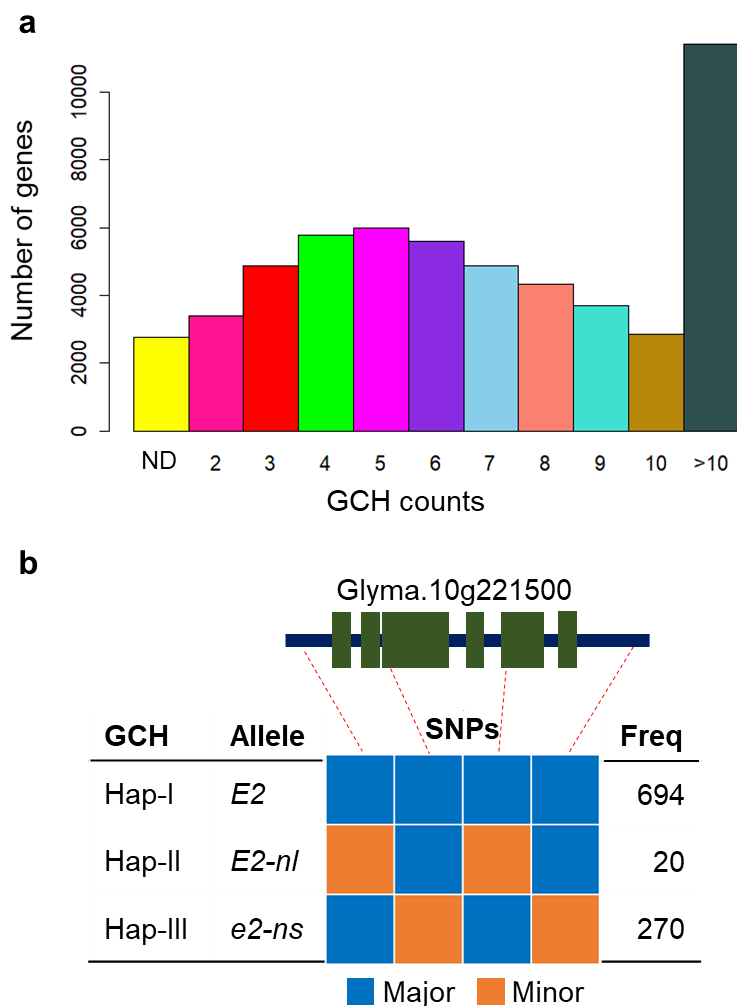 a
Number of genes
10000
8000
6000
4000
2000
0
ND 2 3 4 5 6 7 8 9 10 >10
GCH counts
b
Glyma.10g221500
GCH Allele SNPs Freq
Hap-I E2 694
Hap-II E2-nl 20
Hap-III e2-ns 270
Major Minor